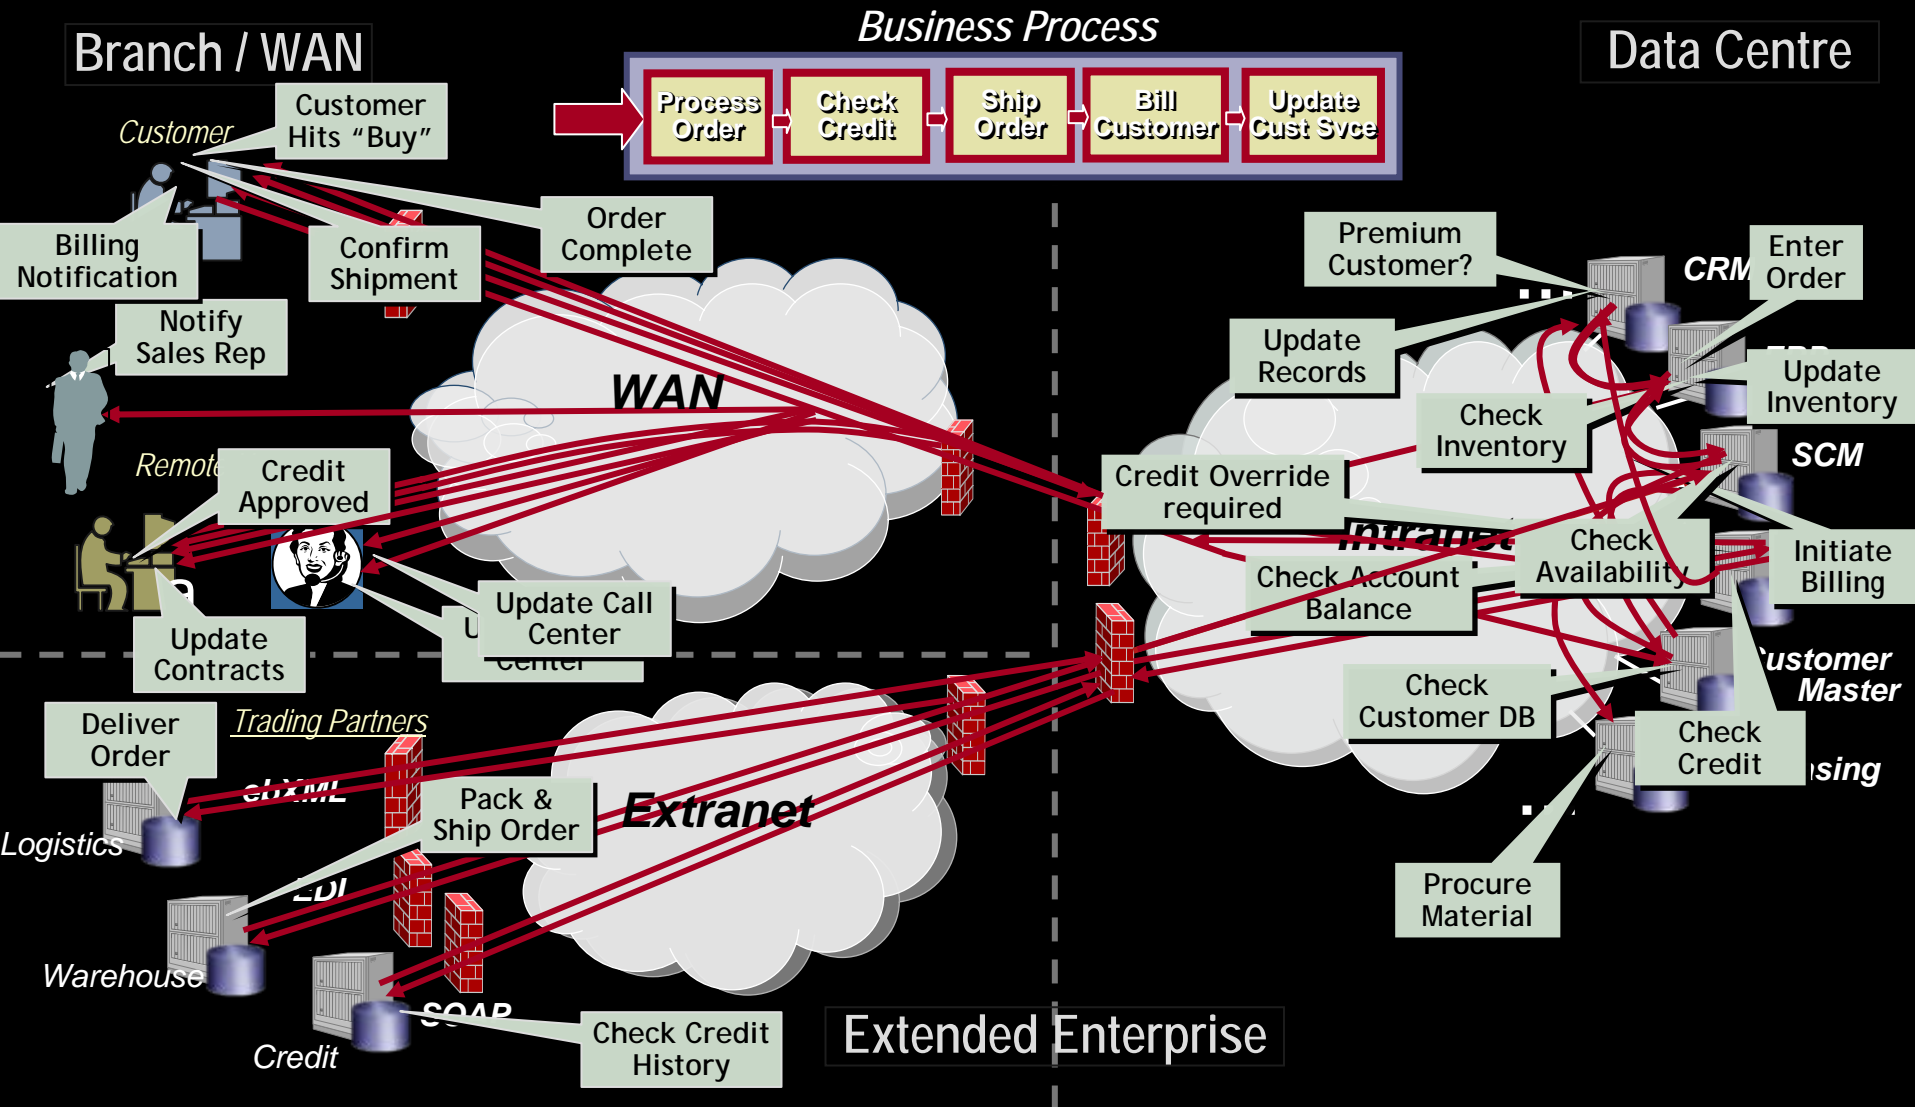 Business Process
Branch / WAN
Data Centre
Process
Order
Check
Credit
Ship
Order
Bill
Customer
Update
Cust Svce
Customer
Customer
Hits “Buy”
Order
Complete
Confirm
Shipment
Billing
Notification
Notify
Sales Rep
WAN
Remote
Credit
Approved
Update Call
Center
Center
Update
Contracts
Premium
Customer?
CRM
Enter
Order
Update
Records
Update
Inventory
Check
Inventory
SCM
Credit Override
required
Intranet
Check
Availability
Initiate
Billing
Check Account
Balance
Customer
Master
Check
Customer DB
Check
Credit
Procure
Material
Trading Partners
Deliver
Order
ebXML
Logistics
Pack &
Ship Order
Extranet
EDI
Warehouse
SOAP
Credit
Check Credit
History
Extended Enterprise